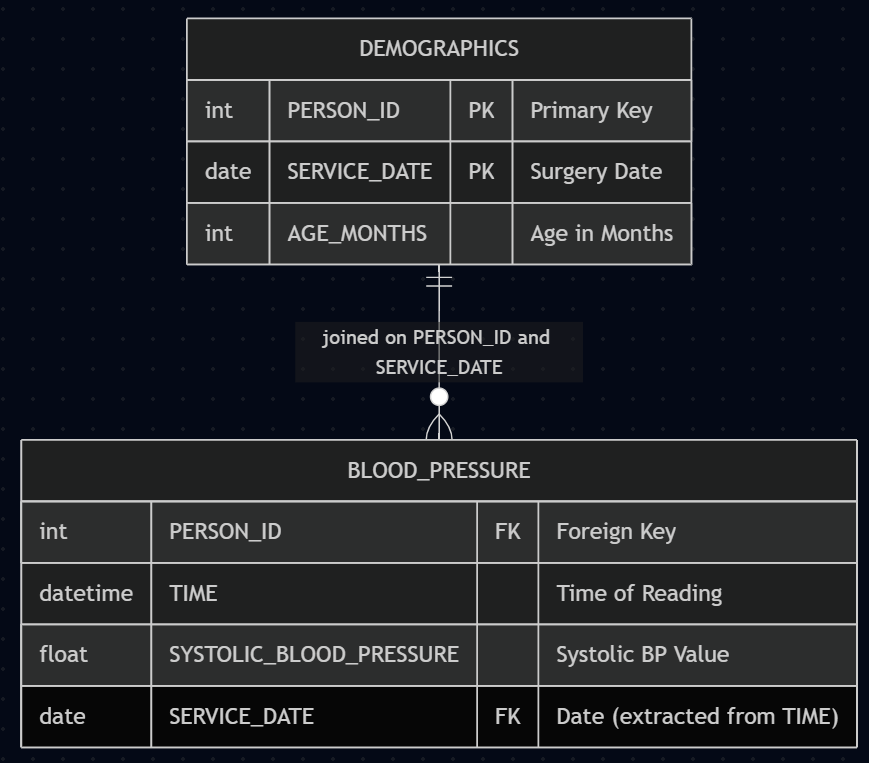 DEMOGRAPHICS
int PERSON_ID PK Primary Key
date SERVICE_DATE PK Surgery Date
int AGE_MONTHS Age in Months
joined on PERSON_ID and
SERVICE_DATE
BLOOD_PRESSURE
int PERSON_ID FK Foreign Key
datetime TIME Time of Reading
float SYSTOLIC_BLOOD_PRESSURE Systolic BP Value
date SERVICE_DATE FK Date (extracted from TIME)